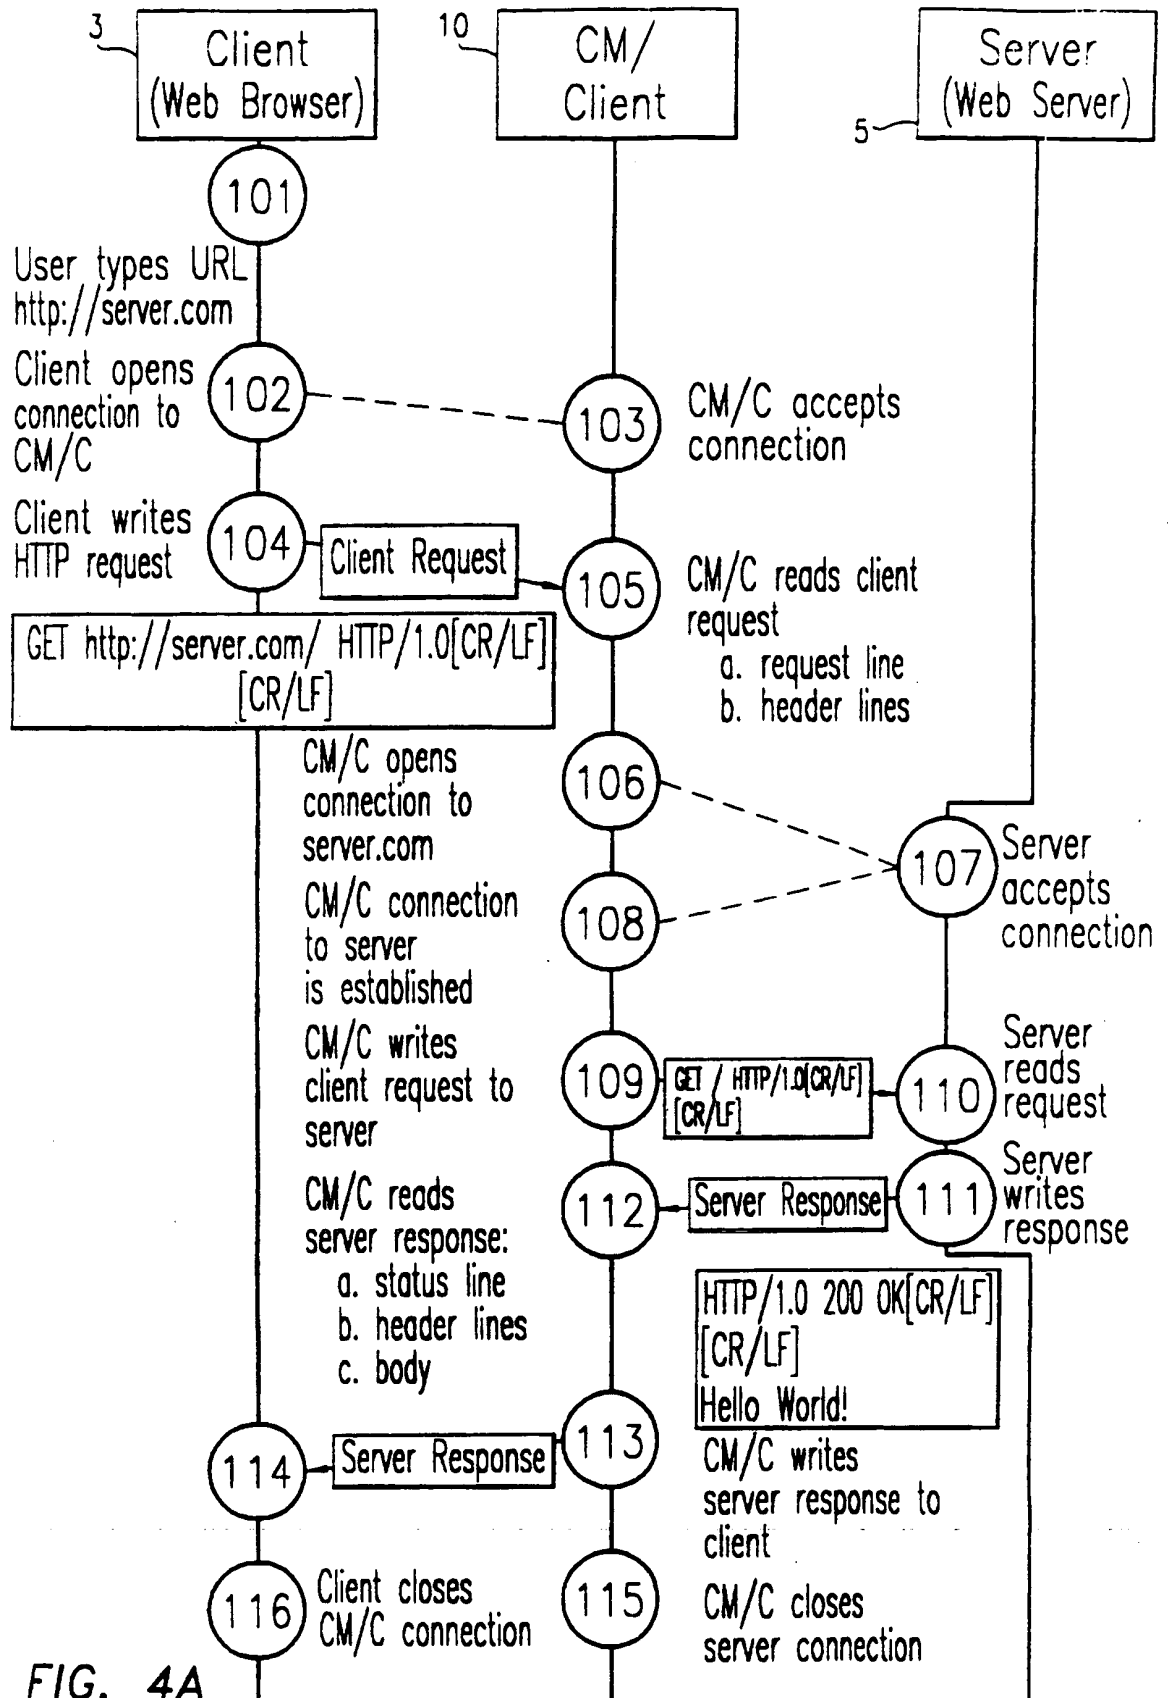 3
Client
(Web Browser)
10
CM/
Client
Server
(Web Server)
5
101
User types URL
http://server.com
Client opens
connection to
CM/C
102
103
CM/C accepts
connection
Client writes
HTTP request
104
Client Request
105
CM/C reads client
request
a. request line
b. header lines
GET http://server.com/ HTTP/1.0[CR/LF]
[CR/LF]
CM/C opens
connection to
server.com
106
107
Server
accepts
connection
CM/C connection
to server
is established
108
CM/C writes
client request to
server
109
GET / HTTP/1.0[CR/LF]
[CR/LF]
110
Server
reads
request
CM/C reads
server response:
a. status line
b. header lines
c. body
112
Server Response
111
Server
writes
response
HTTP/1.0 200 OK[CR/LF]
[CR/LF]
Hello World!
114
Server Response
113
CM/C writes
server response to
client
116
Client closes
CM/C connection
115
CM/C closes
server connection
FIG. 4A